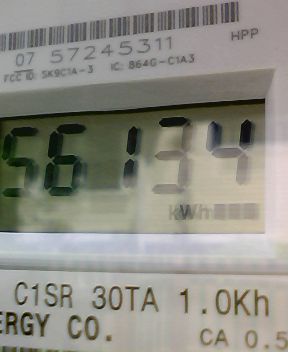 07 57245311
HPP
FCC ID: SK9C1A-3 IC: 864G-C1A3
56134
kWh
C1SR 30TA 1.0Kh
ERGY CO.
CA 0.5